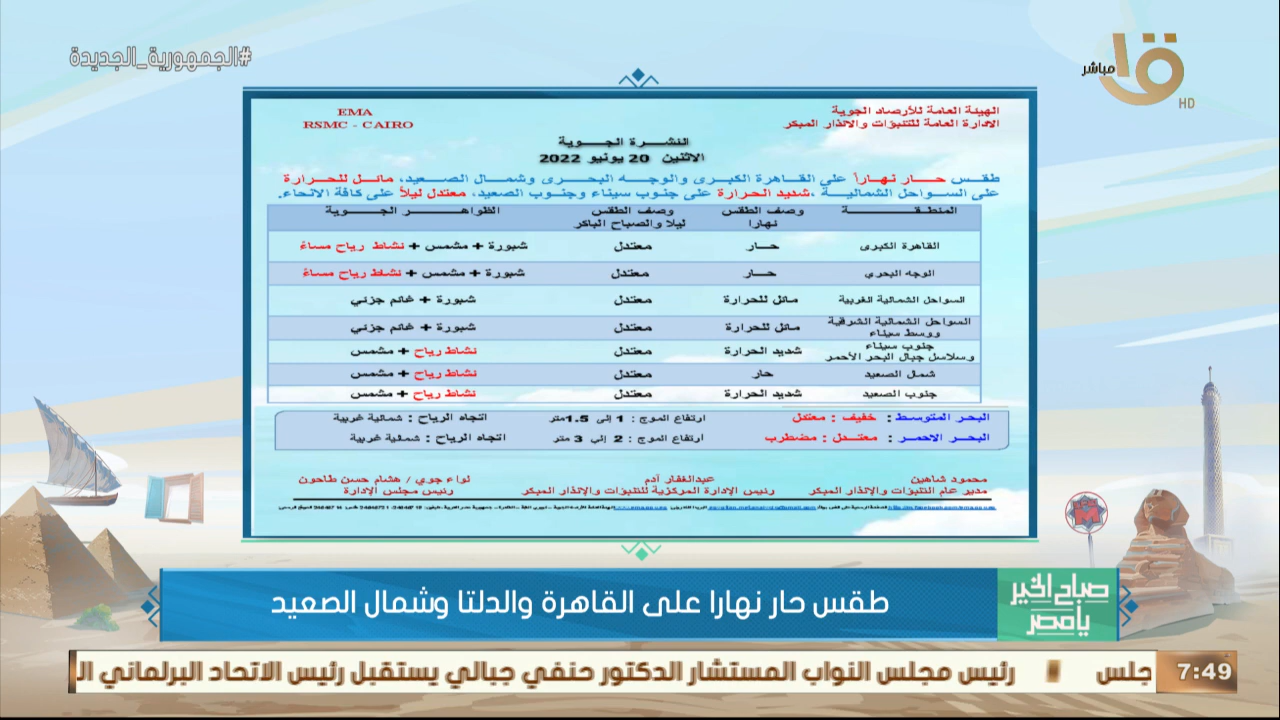 #الجمهورية_الجديدة
مباشر
HD
الهيئة العامة للأرصاد الجوية
EMA
الادارة العامة للتنبؤات والانذار المبكر
RSMC - CAIRO
النشرة الجوية
الاثنين 20 يونيو 2022
طقس حار نهاراً على القاهرة الكبرى والوجه البحرى وشمال الصعيد، مائل للحرارة
على السواحل الشمالية ،شديد الحرارة على جنوب سيناء وجنوب الصعيد، معتدل ليلاً على كافة الانحاء.
المنطقة وصف الطقس نهارا وصف الطقس ليلا والصباح الباكر الظواهر الجوية
القاهرة الكبرى حار معتدل شبورة + مشمس + نشاط رياح مساءً
الوجه البحري حار معتدل شبورة + مشمس + نشاط رياح مساءً
السواحل الشمالية الغربية مائل للحرارة معتدل شبورة + غائم جزئي
السواحل الشمالية الشرقية ووسط سيناء مائل للحرارة معتدل شبورة + غائم جزئي
جنوب سيناء وسلاسل جبال البحر الأحمر شديد الحرارة معتدل نشاط رياح + مشمس
شمال الصعيد حار معتدل نشاط رياح + مشمس
جنوب الصعيد شديد الحرارة معتدل نشاط رياح + مشمس
البحر المتوسط : خفيف : معتدل ارتفاع الموج : 1 إلى 1.5متر اتجاه الرياح : شمالية غربية
البحر الاحمر : معتدل : مضطرب ارتفاع الموج : 2 إلى 3 متر اتجاه الرياح : شمالية غربية
محمود شاهين عبدالغفار آدم لواء جوي / هشام حسن طاحون
مدير عام التنبؤات والإنذار المبكر رئيس الإدارة المركزية للتنبؤات والإنذار المبكر رئيس مجلس الإدارة
صباح الخير
يا مصر
طقس حار نهارا على القاهرة والدلتا وشمال الصعيد
7:49
جلس رئيس مجلس النواب المستشار الدكتور حنفي جبالي يستقبل رئيس الاتحاد البرلماني ال